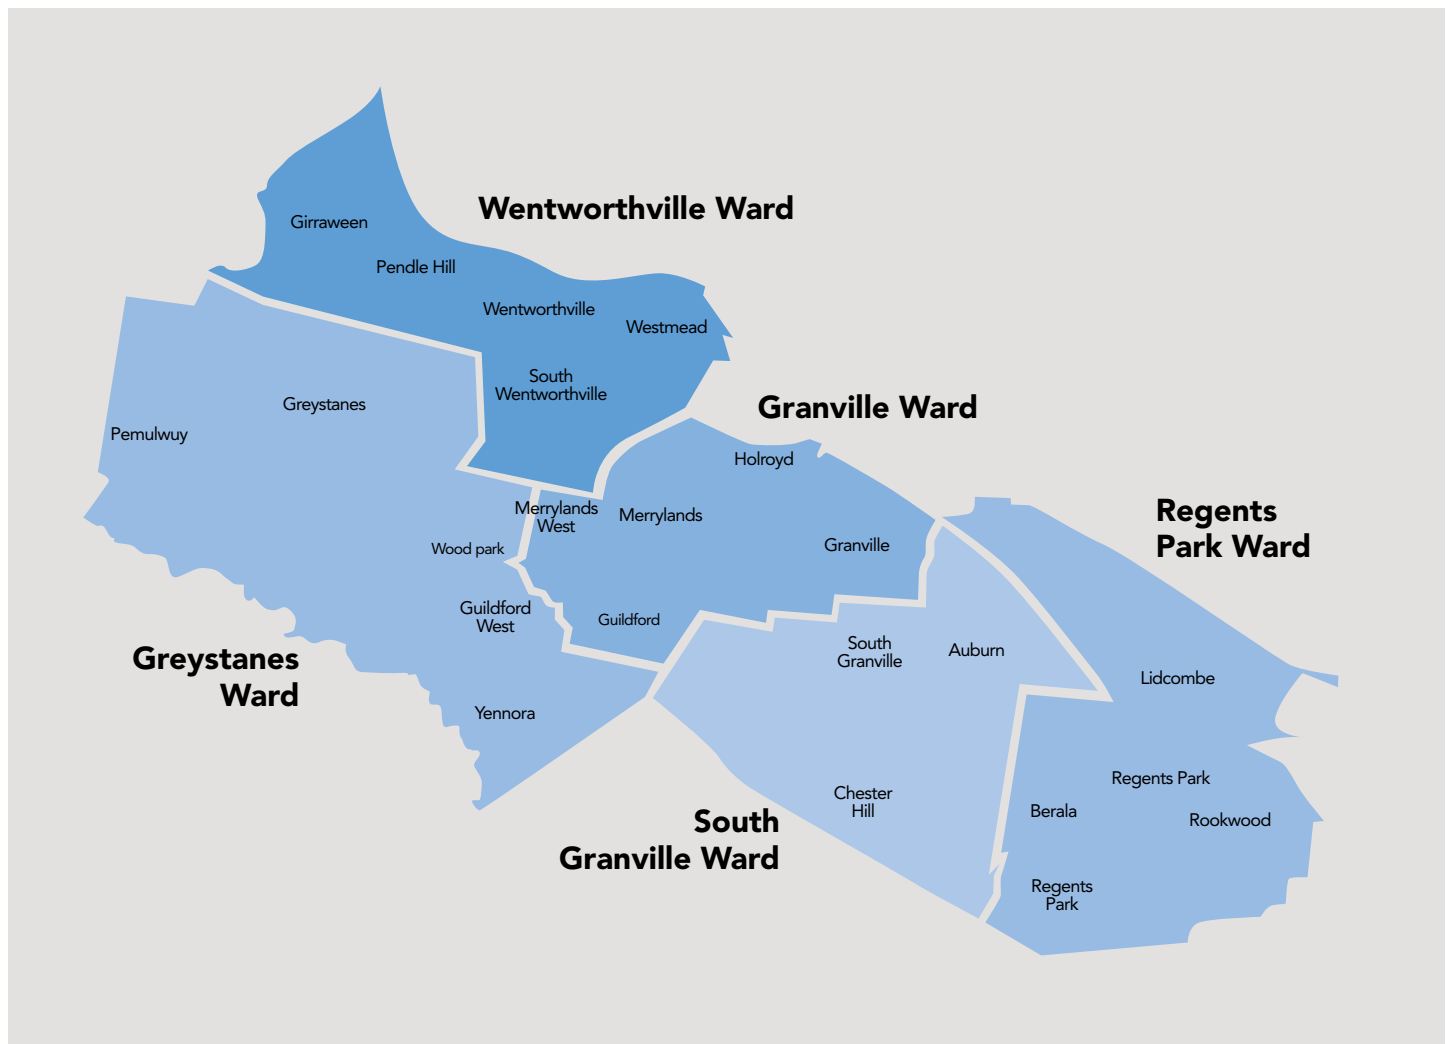 Wentworthville Ward
Girraween
Pendle Hill
Wentworthville
Westmead
South
Wentworthville
Granville Ward
Greystanes
Pemulwuy
Holroyd
Merrylands
West
Merrylands
Wood park
Granville
Regents
Park Ward
Guildford
West
Guildford
Greystanes
Ward
South
Granville
Auburn
Lidcombe
Yennora
Regents Park
Chester
Hill
Berala
Rookwood
South
Granville Ward
Regents
Park